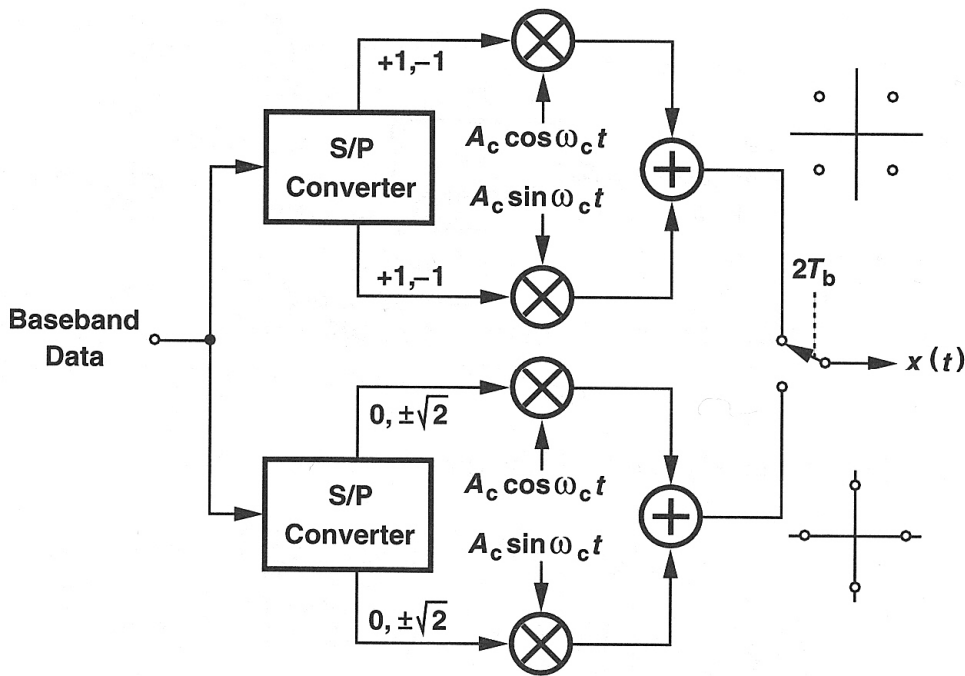 +1,–1
S/P
Converter
A_c cos ω_c t
A_c sin ω_c t
+1,–1
2T_b
Baseband
Data
x (t)
0, ±√2
S/P
Converter
A_c cos ω_c t
A_c sin ω_c t
0, ±√2